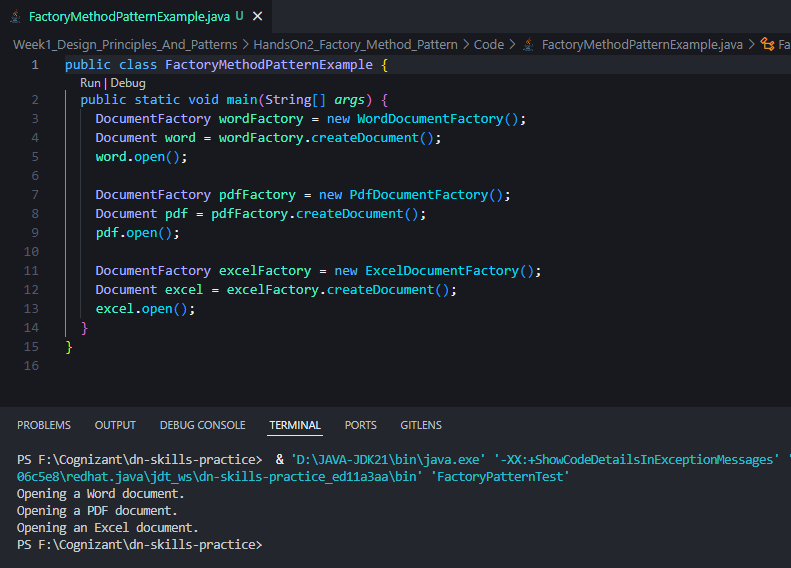 FactoryMethodPatternExample.java U ×
Week1_Design_Principles_And_Patterns > HandsOn2_Factory_Method_Pattern > Code > FactoryMethodPatternExample.java > Fa
1 public class FactoryMethodPatternExample {
Run | Debug
2 public static void main(String[] args) {
3 DocumentFactory wordFactory = new WordDocumentFactory();
4 Document word = wordFactory.createDocument();
5 word.open();
6
7 DocumentFactory pdfFactory = new PdfDocumentFactory();
8 Document pdf = pdfFactory.createDocument();
9 pdf.open();
10
11 DocumentFactory excelFactory = new ExcelDocumentFactory();
12 Document excel = excelFactory.createDocument();
13 excel.open();
14 }
15 }
16
PROBLEMS OUTPUT DEBUG CONSOLE TERMINAL PORTS GITLENS
PS F:\Cognizant\dn-skills-practice> & 'D:\JAVA-JDK21\bin\java.exe' '-XX:+ShowCodeDetailsInExceptionMessages' '
06c5e8\redhat.java\jdt_ws\dn-skills-practice_ed11a3aa\bin' 'FactoryPatternTest'
Opening a Word document.
Opening a PDF document.
Opening an Excel document.
PS F:\Cognizant\dn-skills-practice>